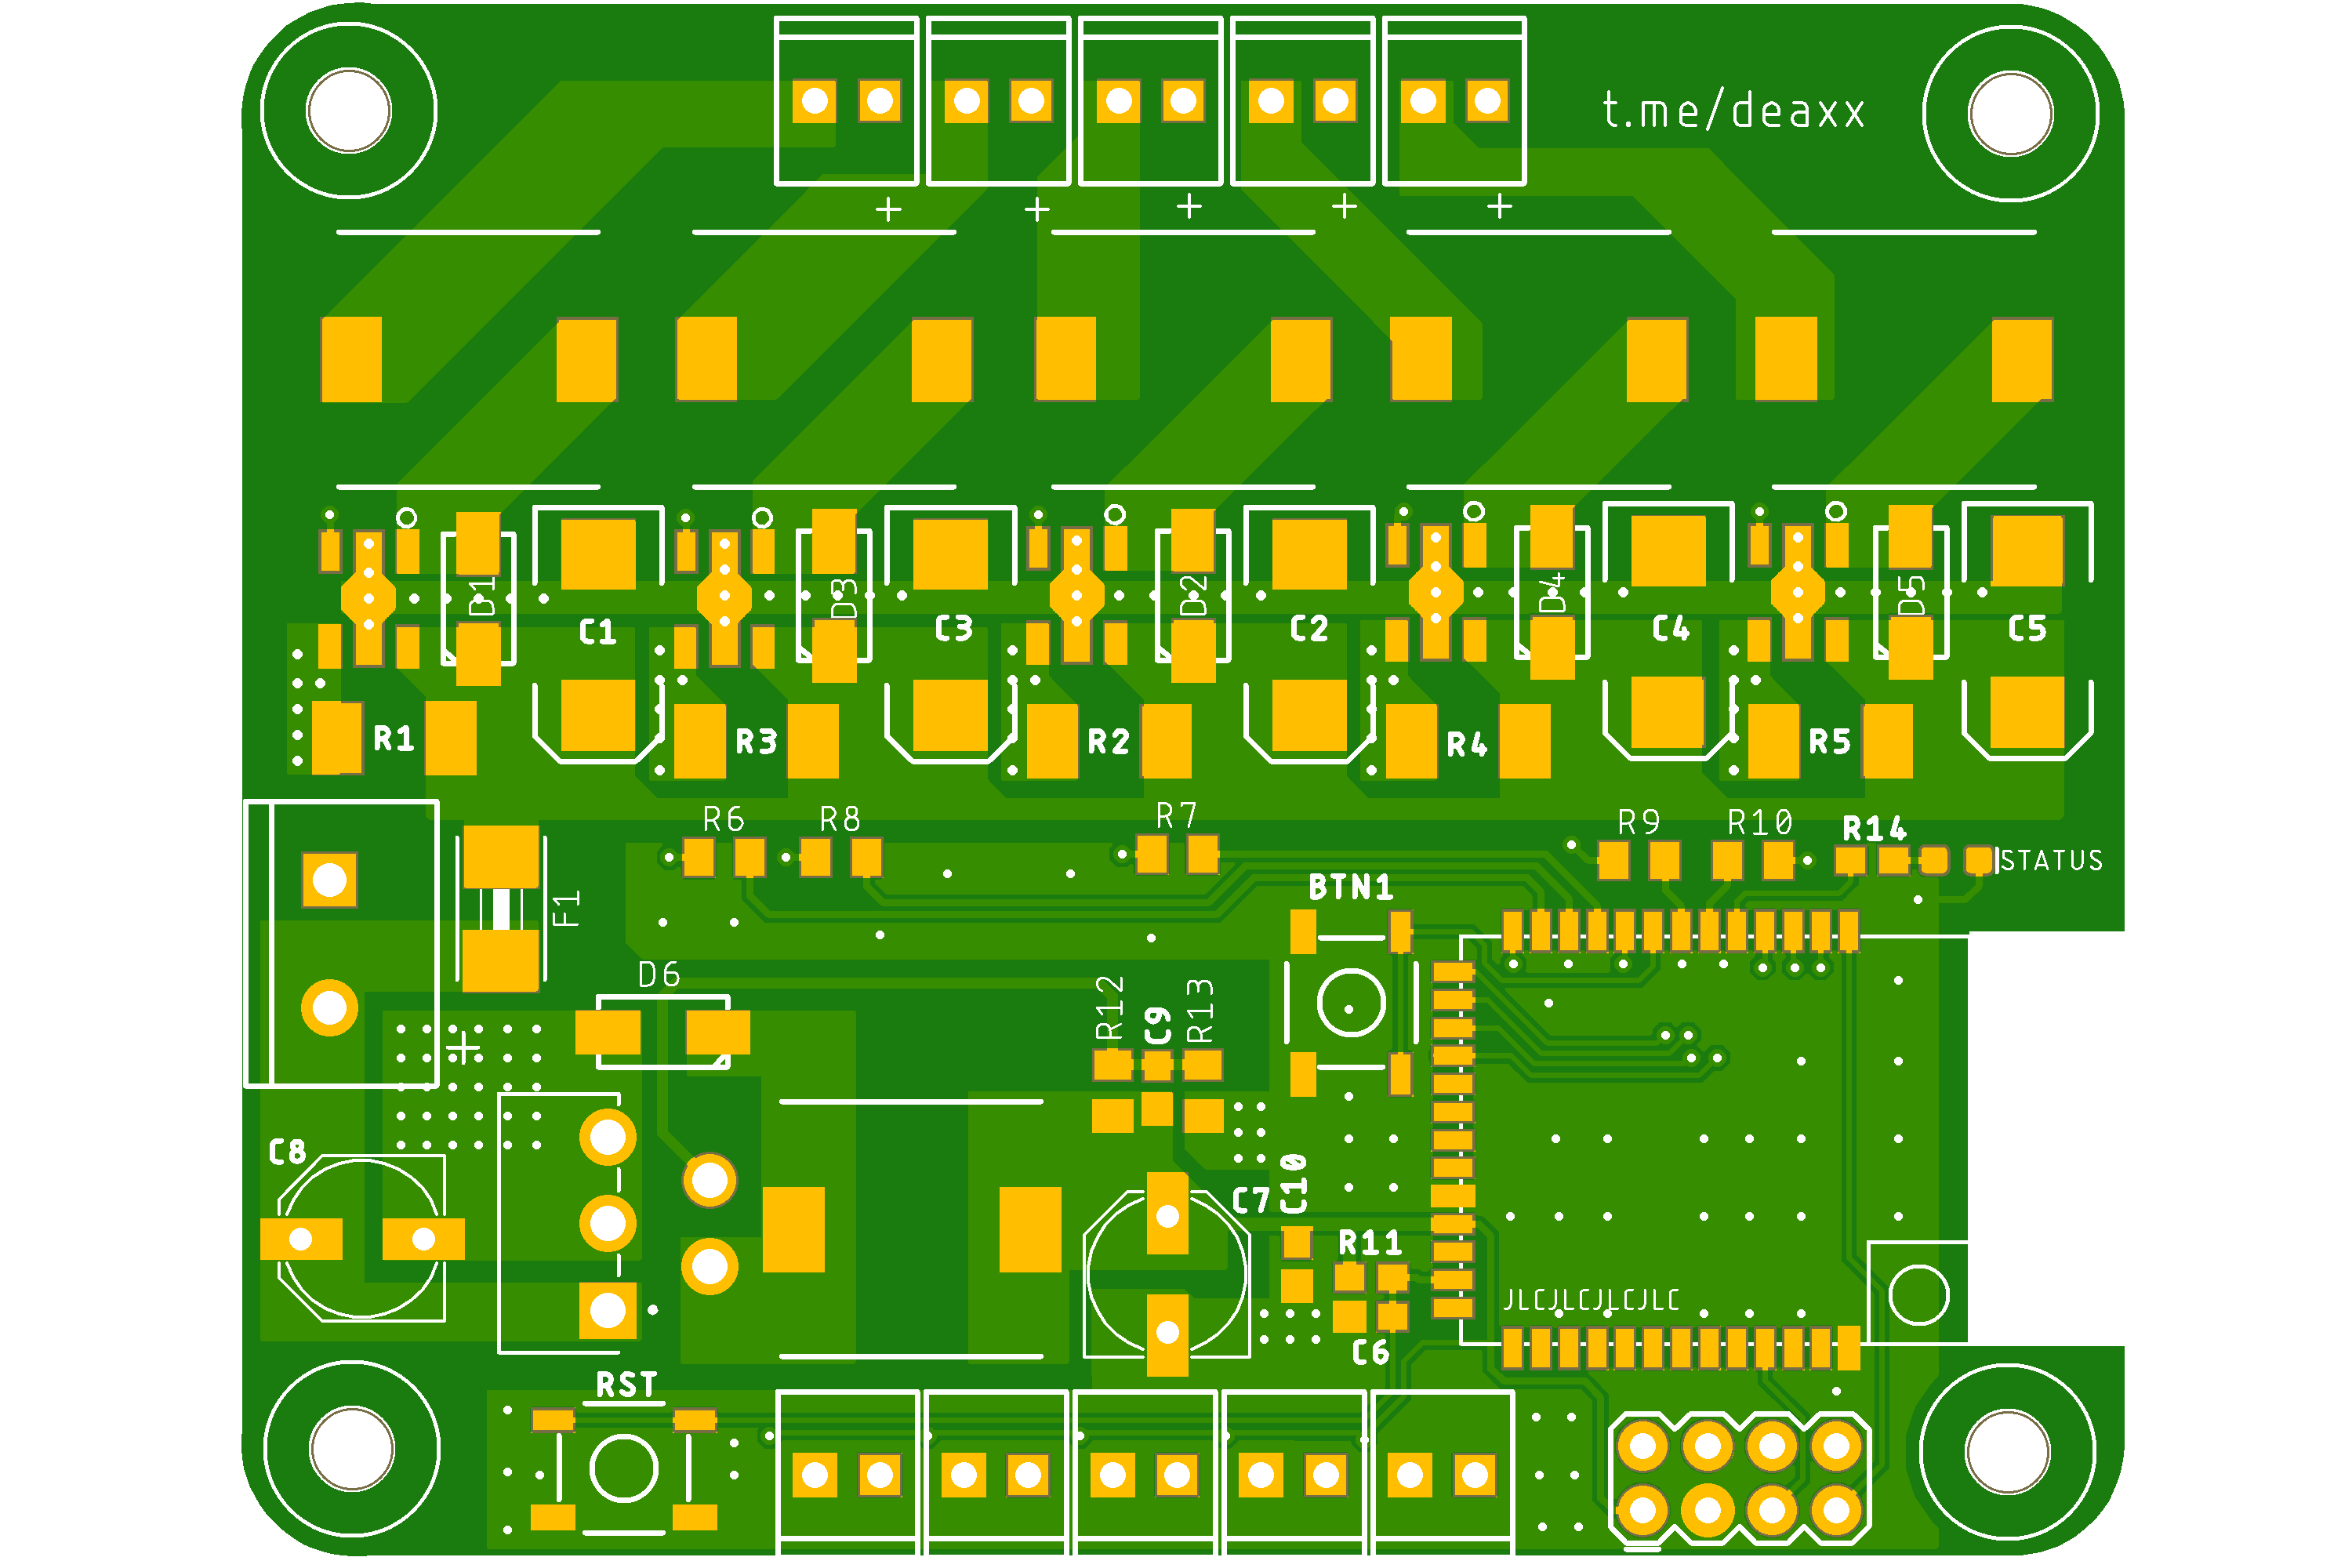 t.me/deaxx
+ + + + +
D1 D3 D2 D4 D5
C1 C3 C2 C4 C5
R1 R3 R2 R4 R5
R6 R8 R7 R9 R10 R14
STATUS
BTN1
F1
D6
R12 C9 R13
+
C8
C7 C10
R11
JLCJLCJLCJLC
C6
RST